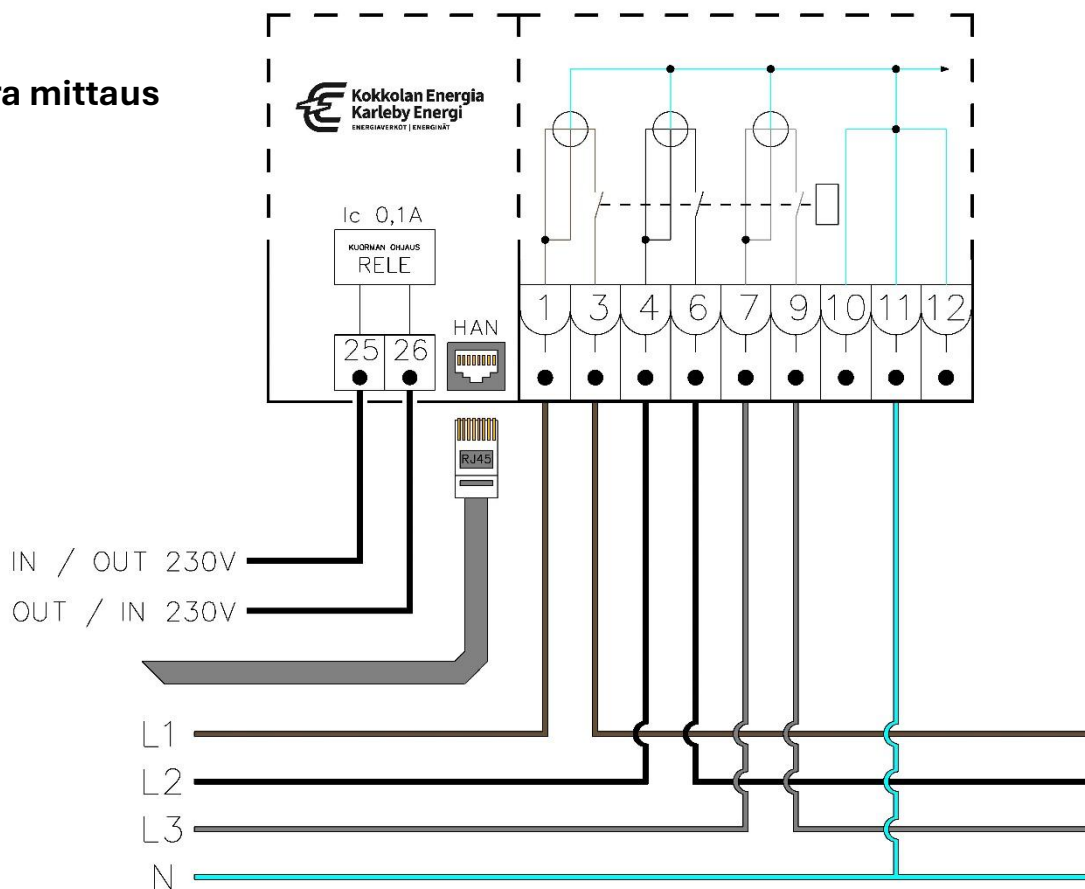 ra mittaus
Kokkolan Energia
Karleby Energi
ENERGIAVERKOT | ENERGINÄT
Ic 0,1A
KUORMAN OHJAUS
RELE
25 26
HAN
1 3 4 6 7 9 10 11 12
RJ45
IN / OUT 230V
OUT / IN 230V
L1
L2
L3
N